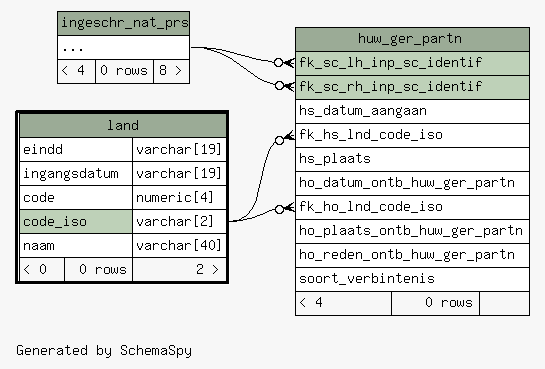 ingeschr_nat_prs
...
< 4 0 rows 8 >
huw_ger_partn
fk_sc_lh_inp_sc_identif
fk_sc_rh_inp_sc_identif
hs_datum_aangaan
fk_hs_lnd_code_iso
hs_plaats
ho_datum_ontb_huw_ger_partn
fk_ho_lnd_code_iso
ho_plaats_ontb_huw_ger_partn
ho_reden_ontb_huw_ger_partn
soort_verbintenis
< 4 0 rows
land
eindd varchar[19]
ingangsdatum varchar[19]
code numeric[4]
code_iso varchar[2]
naam varchar[40]
< 0 0 rows 2 >
Generated by SchemaSpy